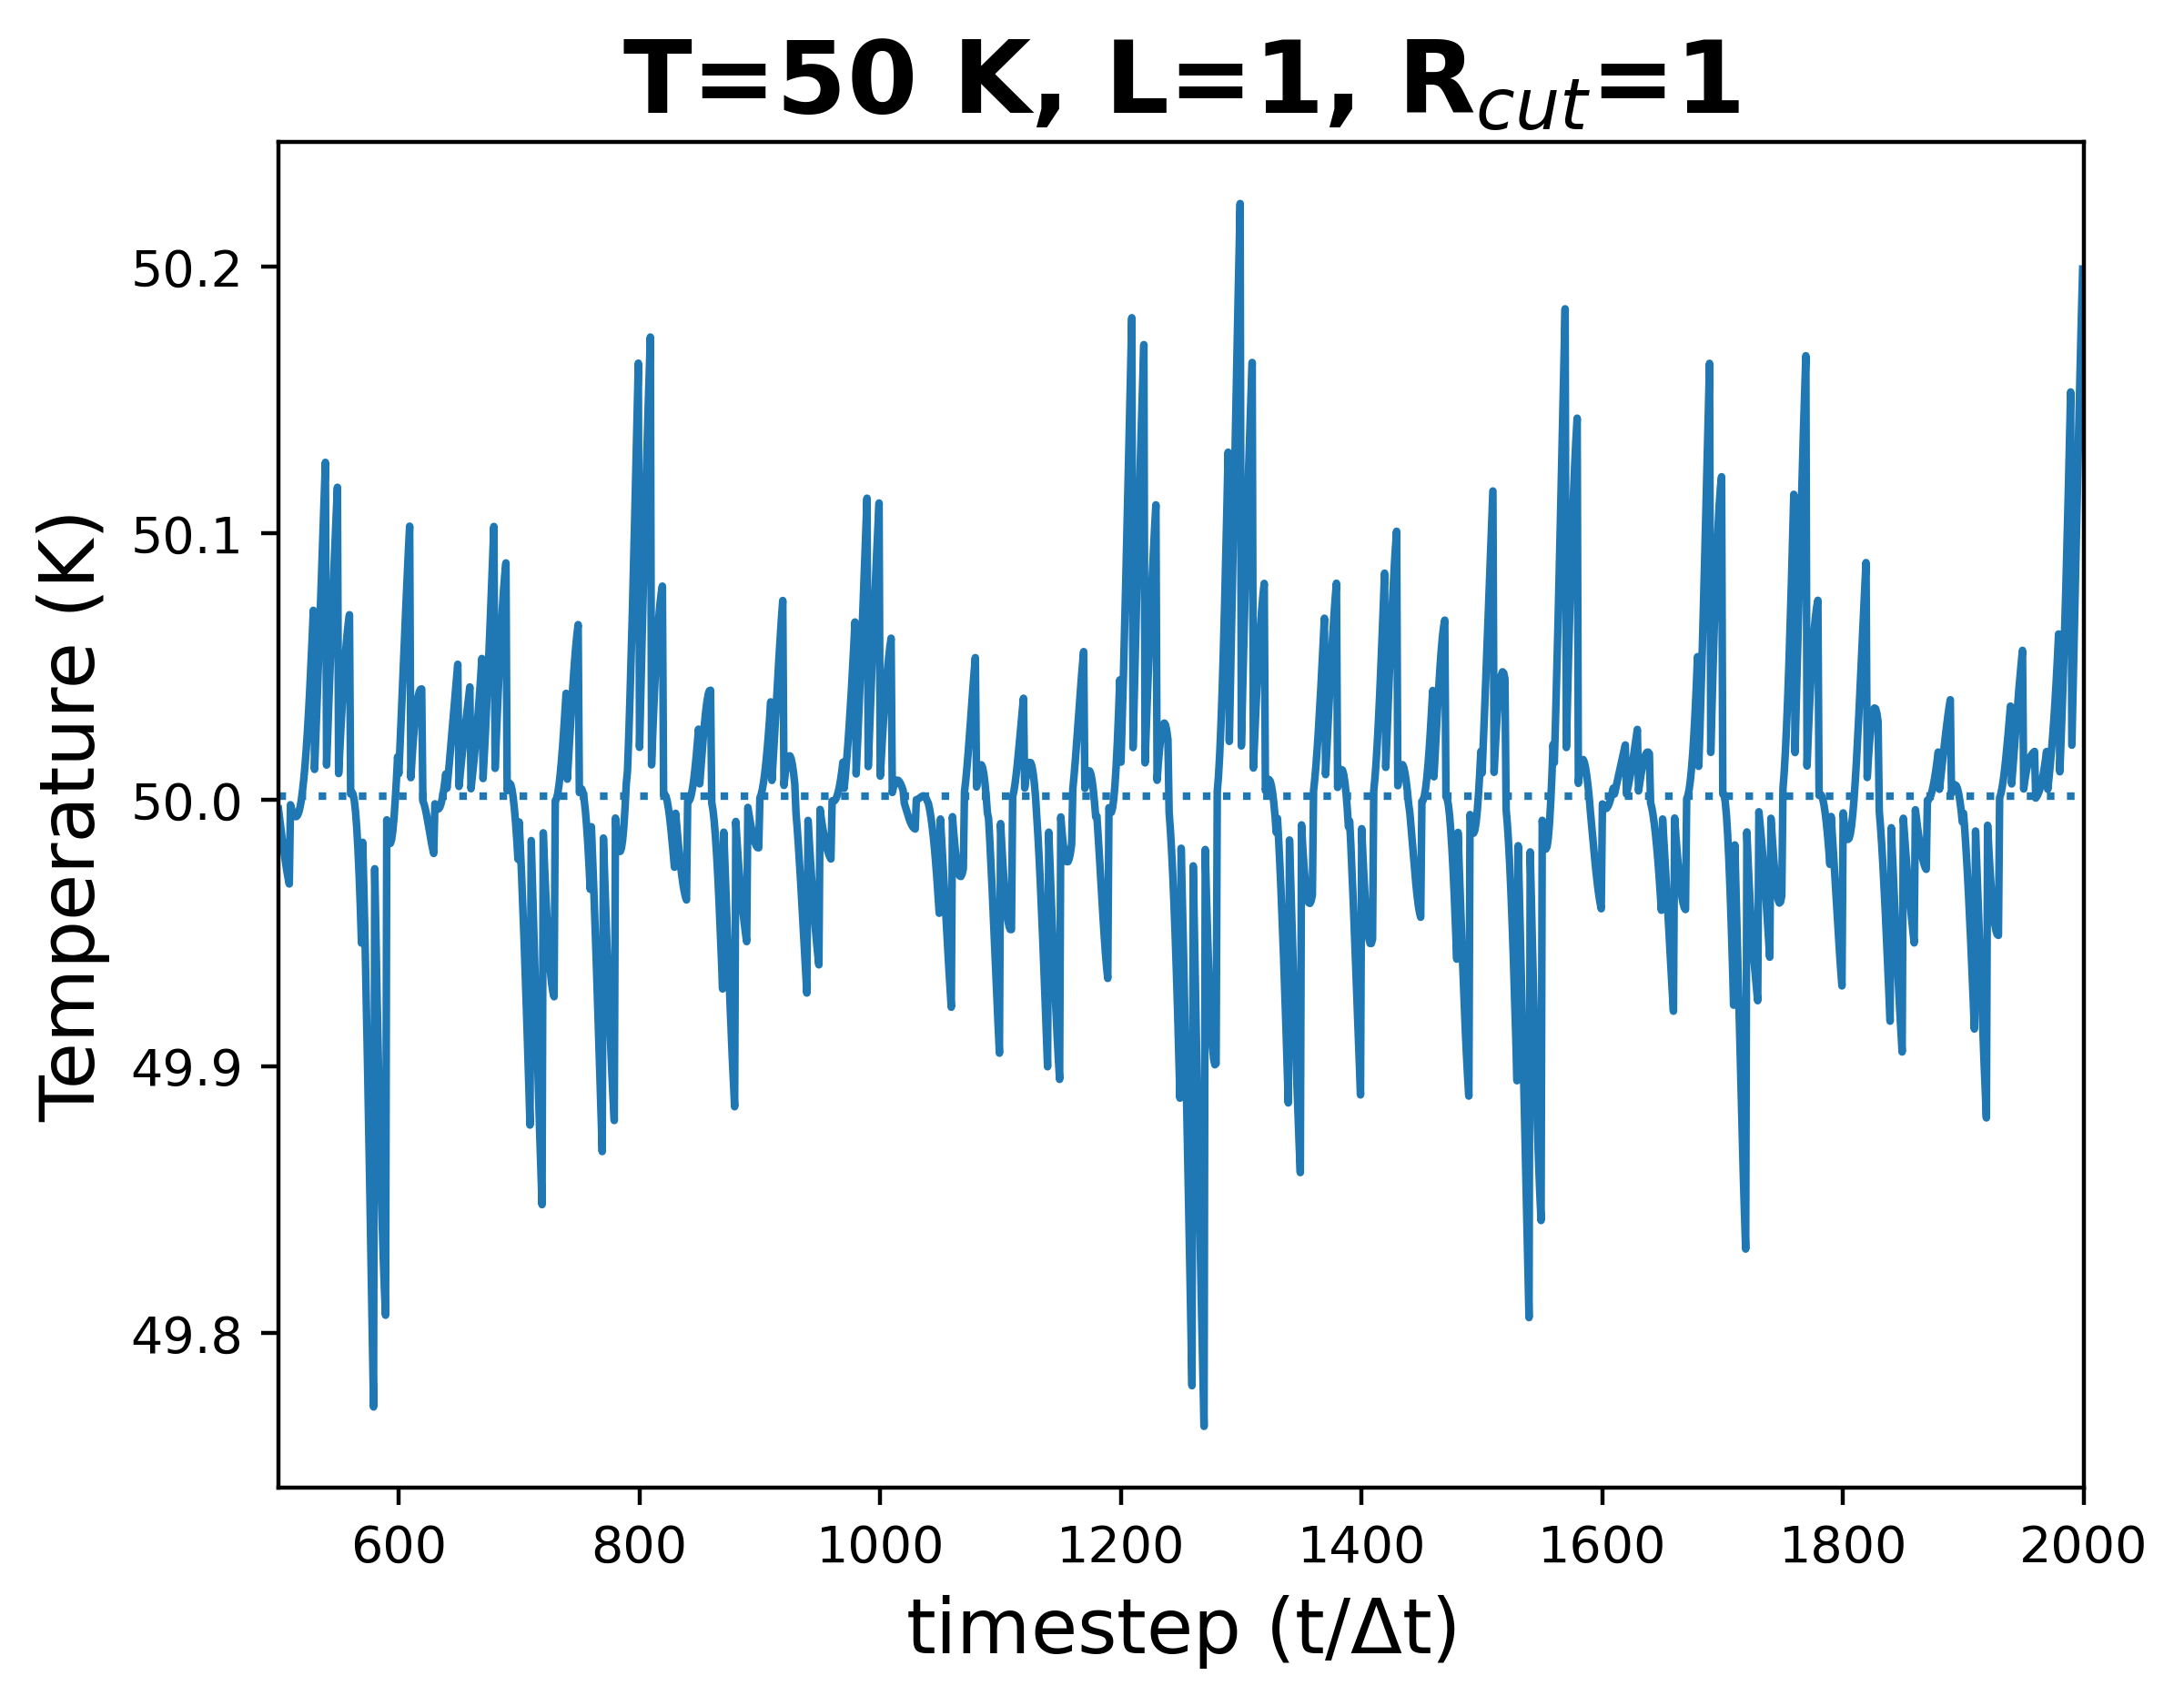 T=50 K, L=1, R_cut=1
Temperature (K)
50.2
50.1
50.0
49.9
49.8
600 800 1000 1200 1400 1600 1800 2000
timestep (t/Δt)